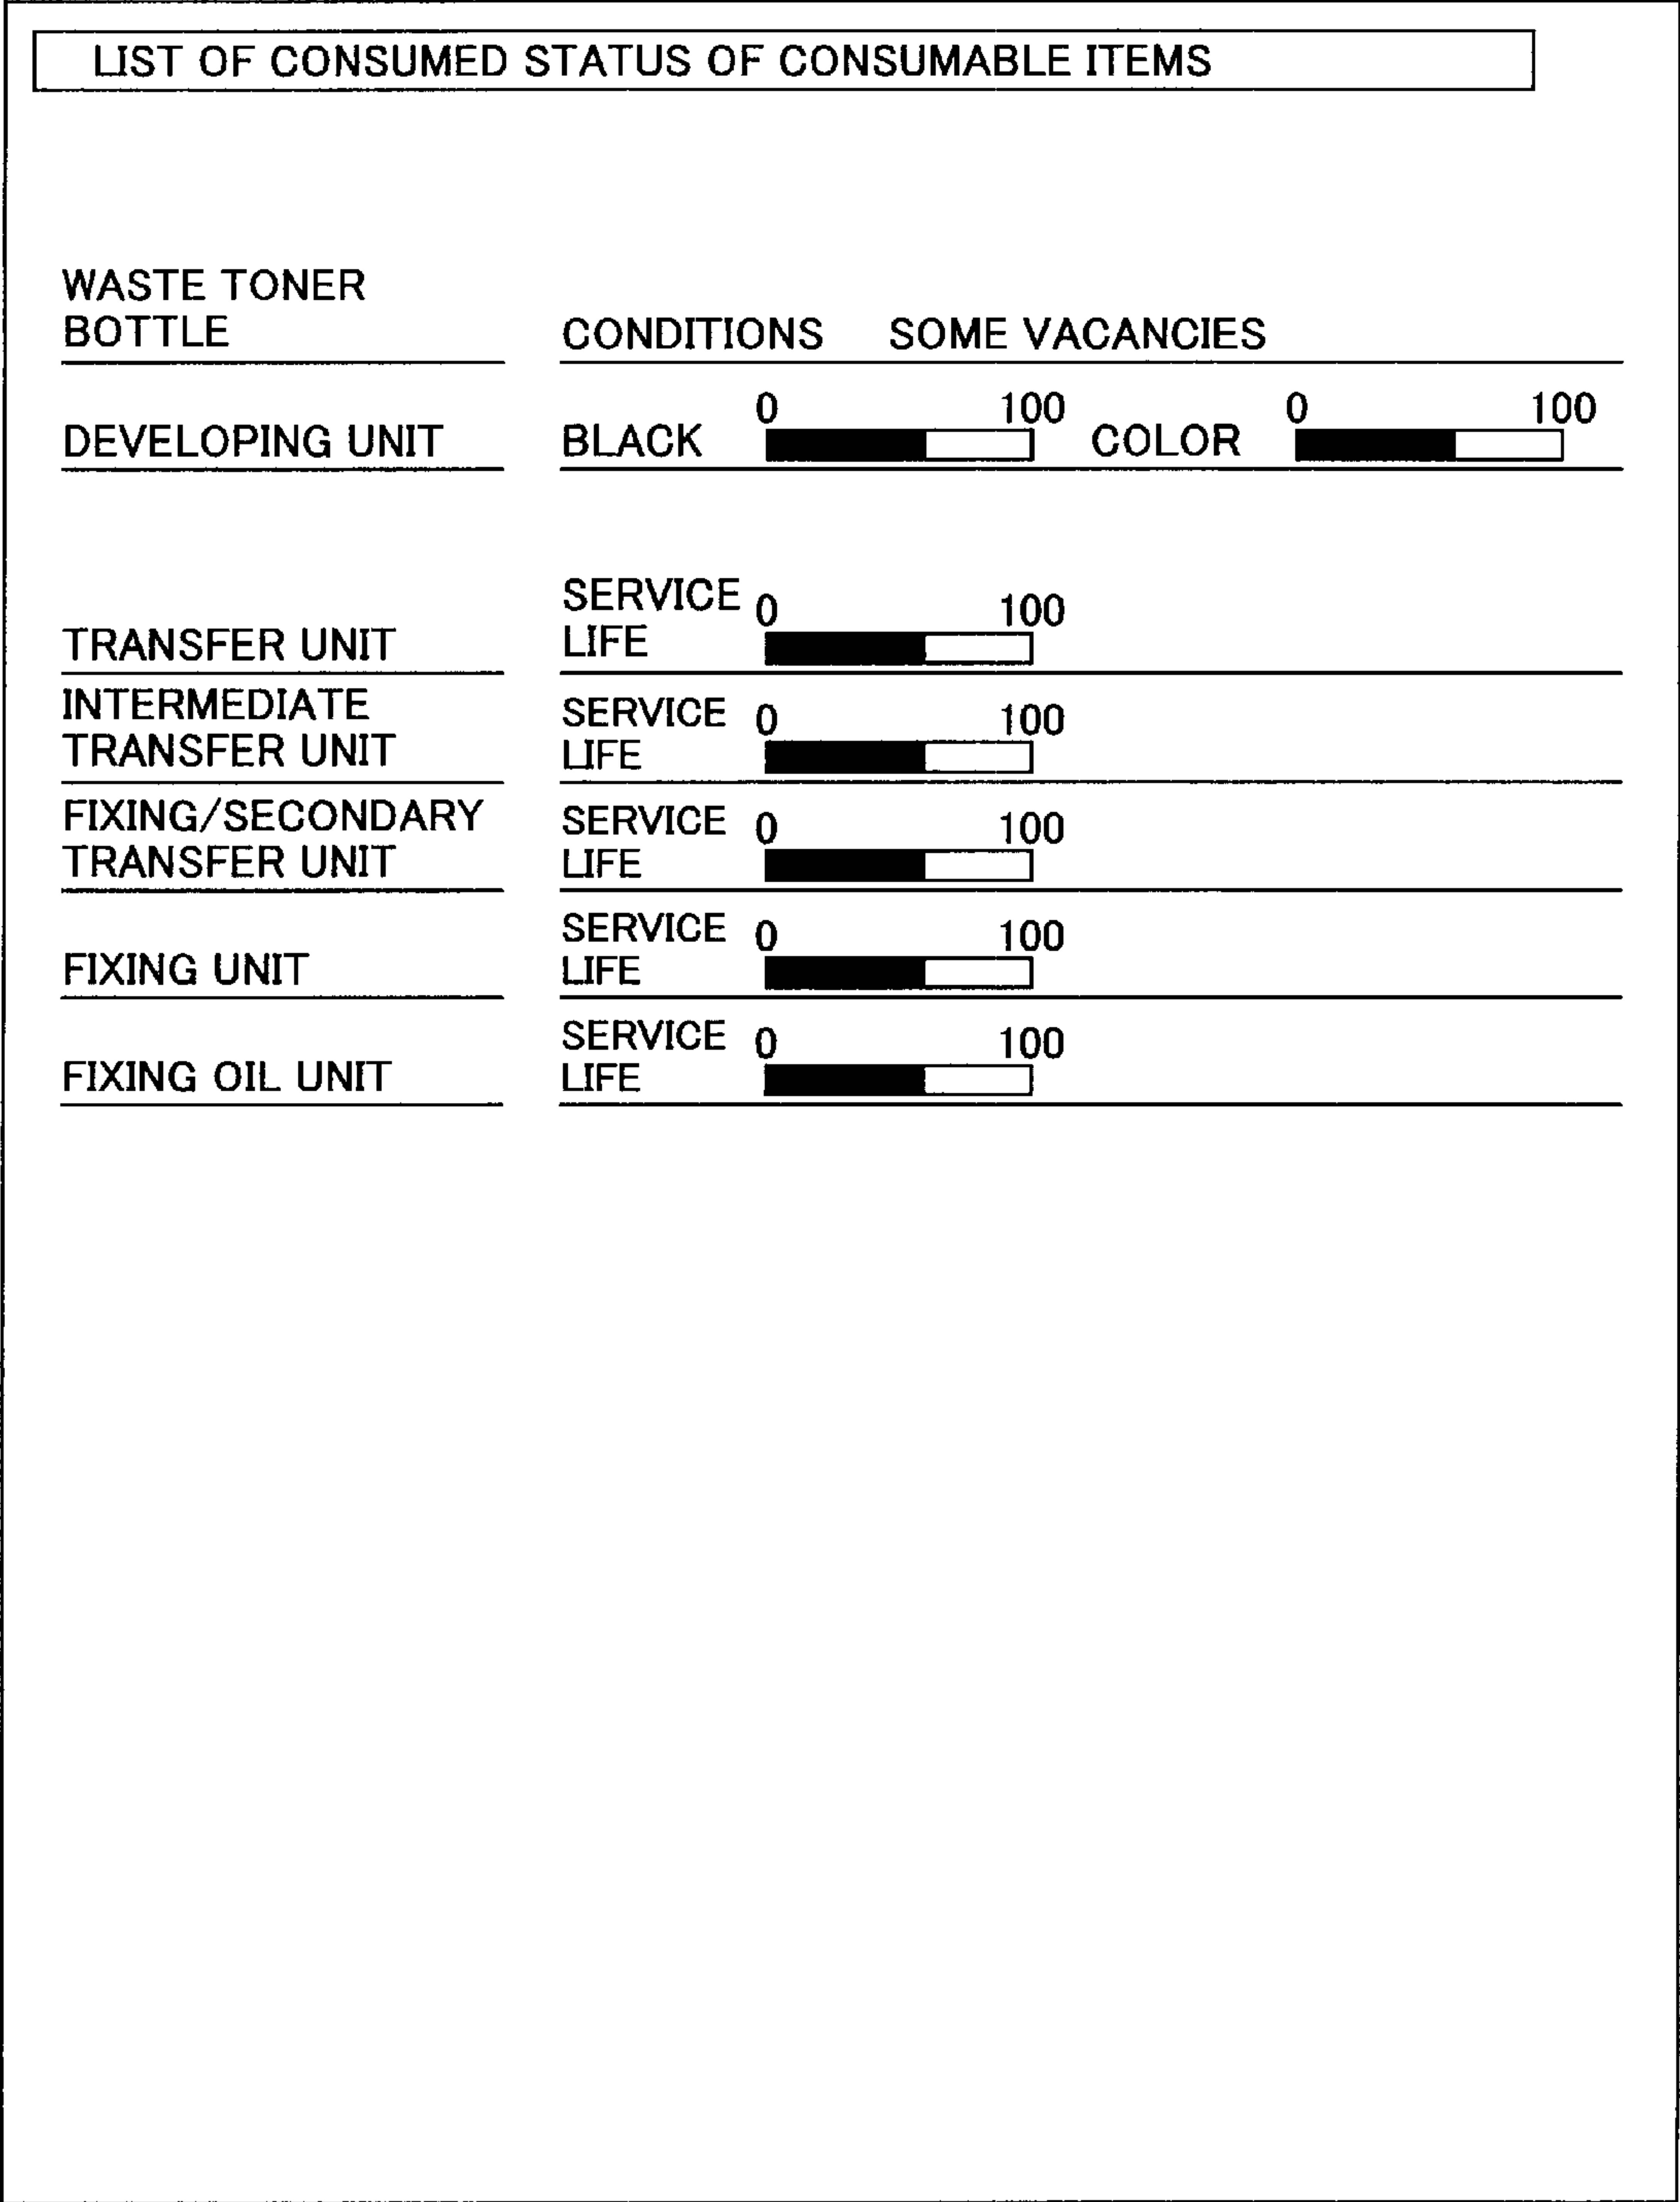 LIST OF CONSUMED STATUS OF CONSUMABLE ITEMS
WASTE TONER
BOTTLE CONDITIONS SOME VACANCIES
0 100 0 100
DEVELOPING UNIT BLACK COLOR
SERVICE 0 100
TRANSFER UNIT LIFE
INTERMEDIATE SERVICE 0 100
TRANSFER UNIT LIFE
FIXING/SECONDARY SERVICE 0 100
TRANSFER UNIT LIFE
SERVICE 0 100
FIXING UNIT LIFE
SERVICE 0 100
FIXING OIL UNIT LIFE